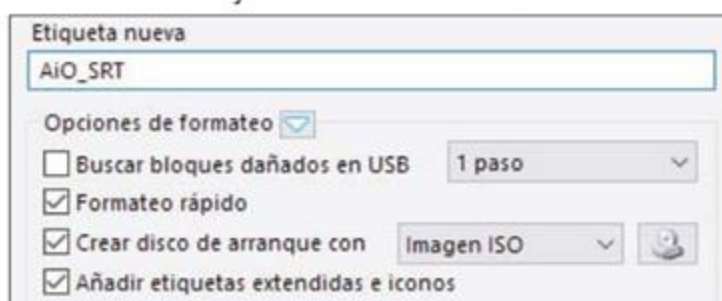 Etiqueta nueva
AiO_SRT
Opciones de formateo
Buscar bloques dañados en USB 1 paso
Formateo rápido
Crear disco de arranque con Imagen ISO
Añadir etiquetas extendidas e iconos